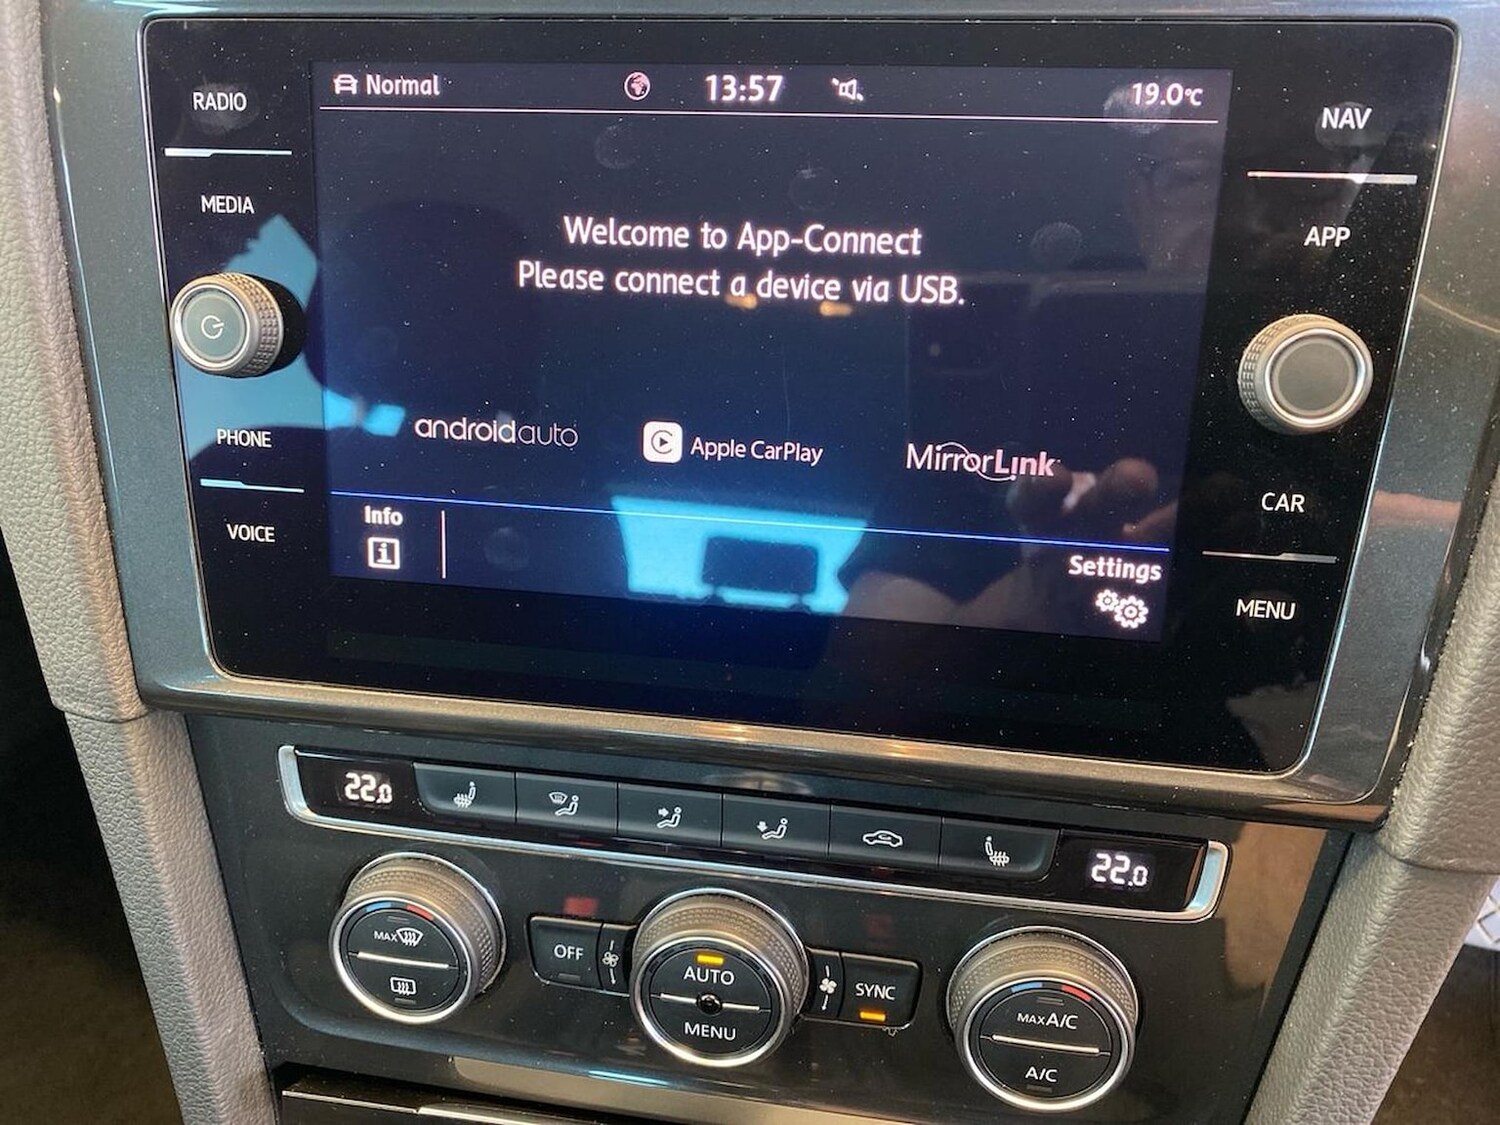 RADIO
MEDIA
PHONE
VOICE
Normal
13:57
19.0°C
Welcome to App-Connect
Please connect a device via USB.
androidauto
Apple CarPlay
MirrorLink
Info
i
Settings
NAV
APP
CAR
MENU
22.0
22.0
MAX
OFF
AUTO
MENU
SYNC
MAX A/C
A/C